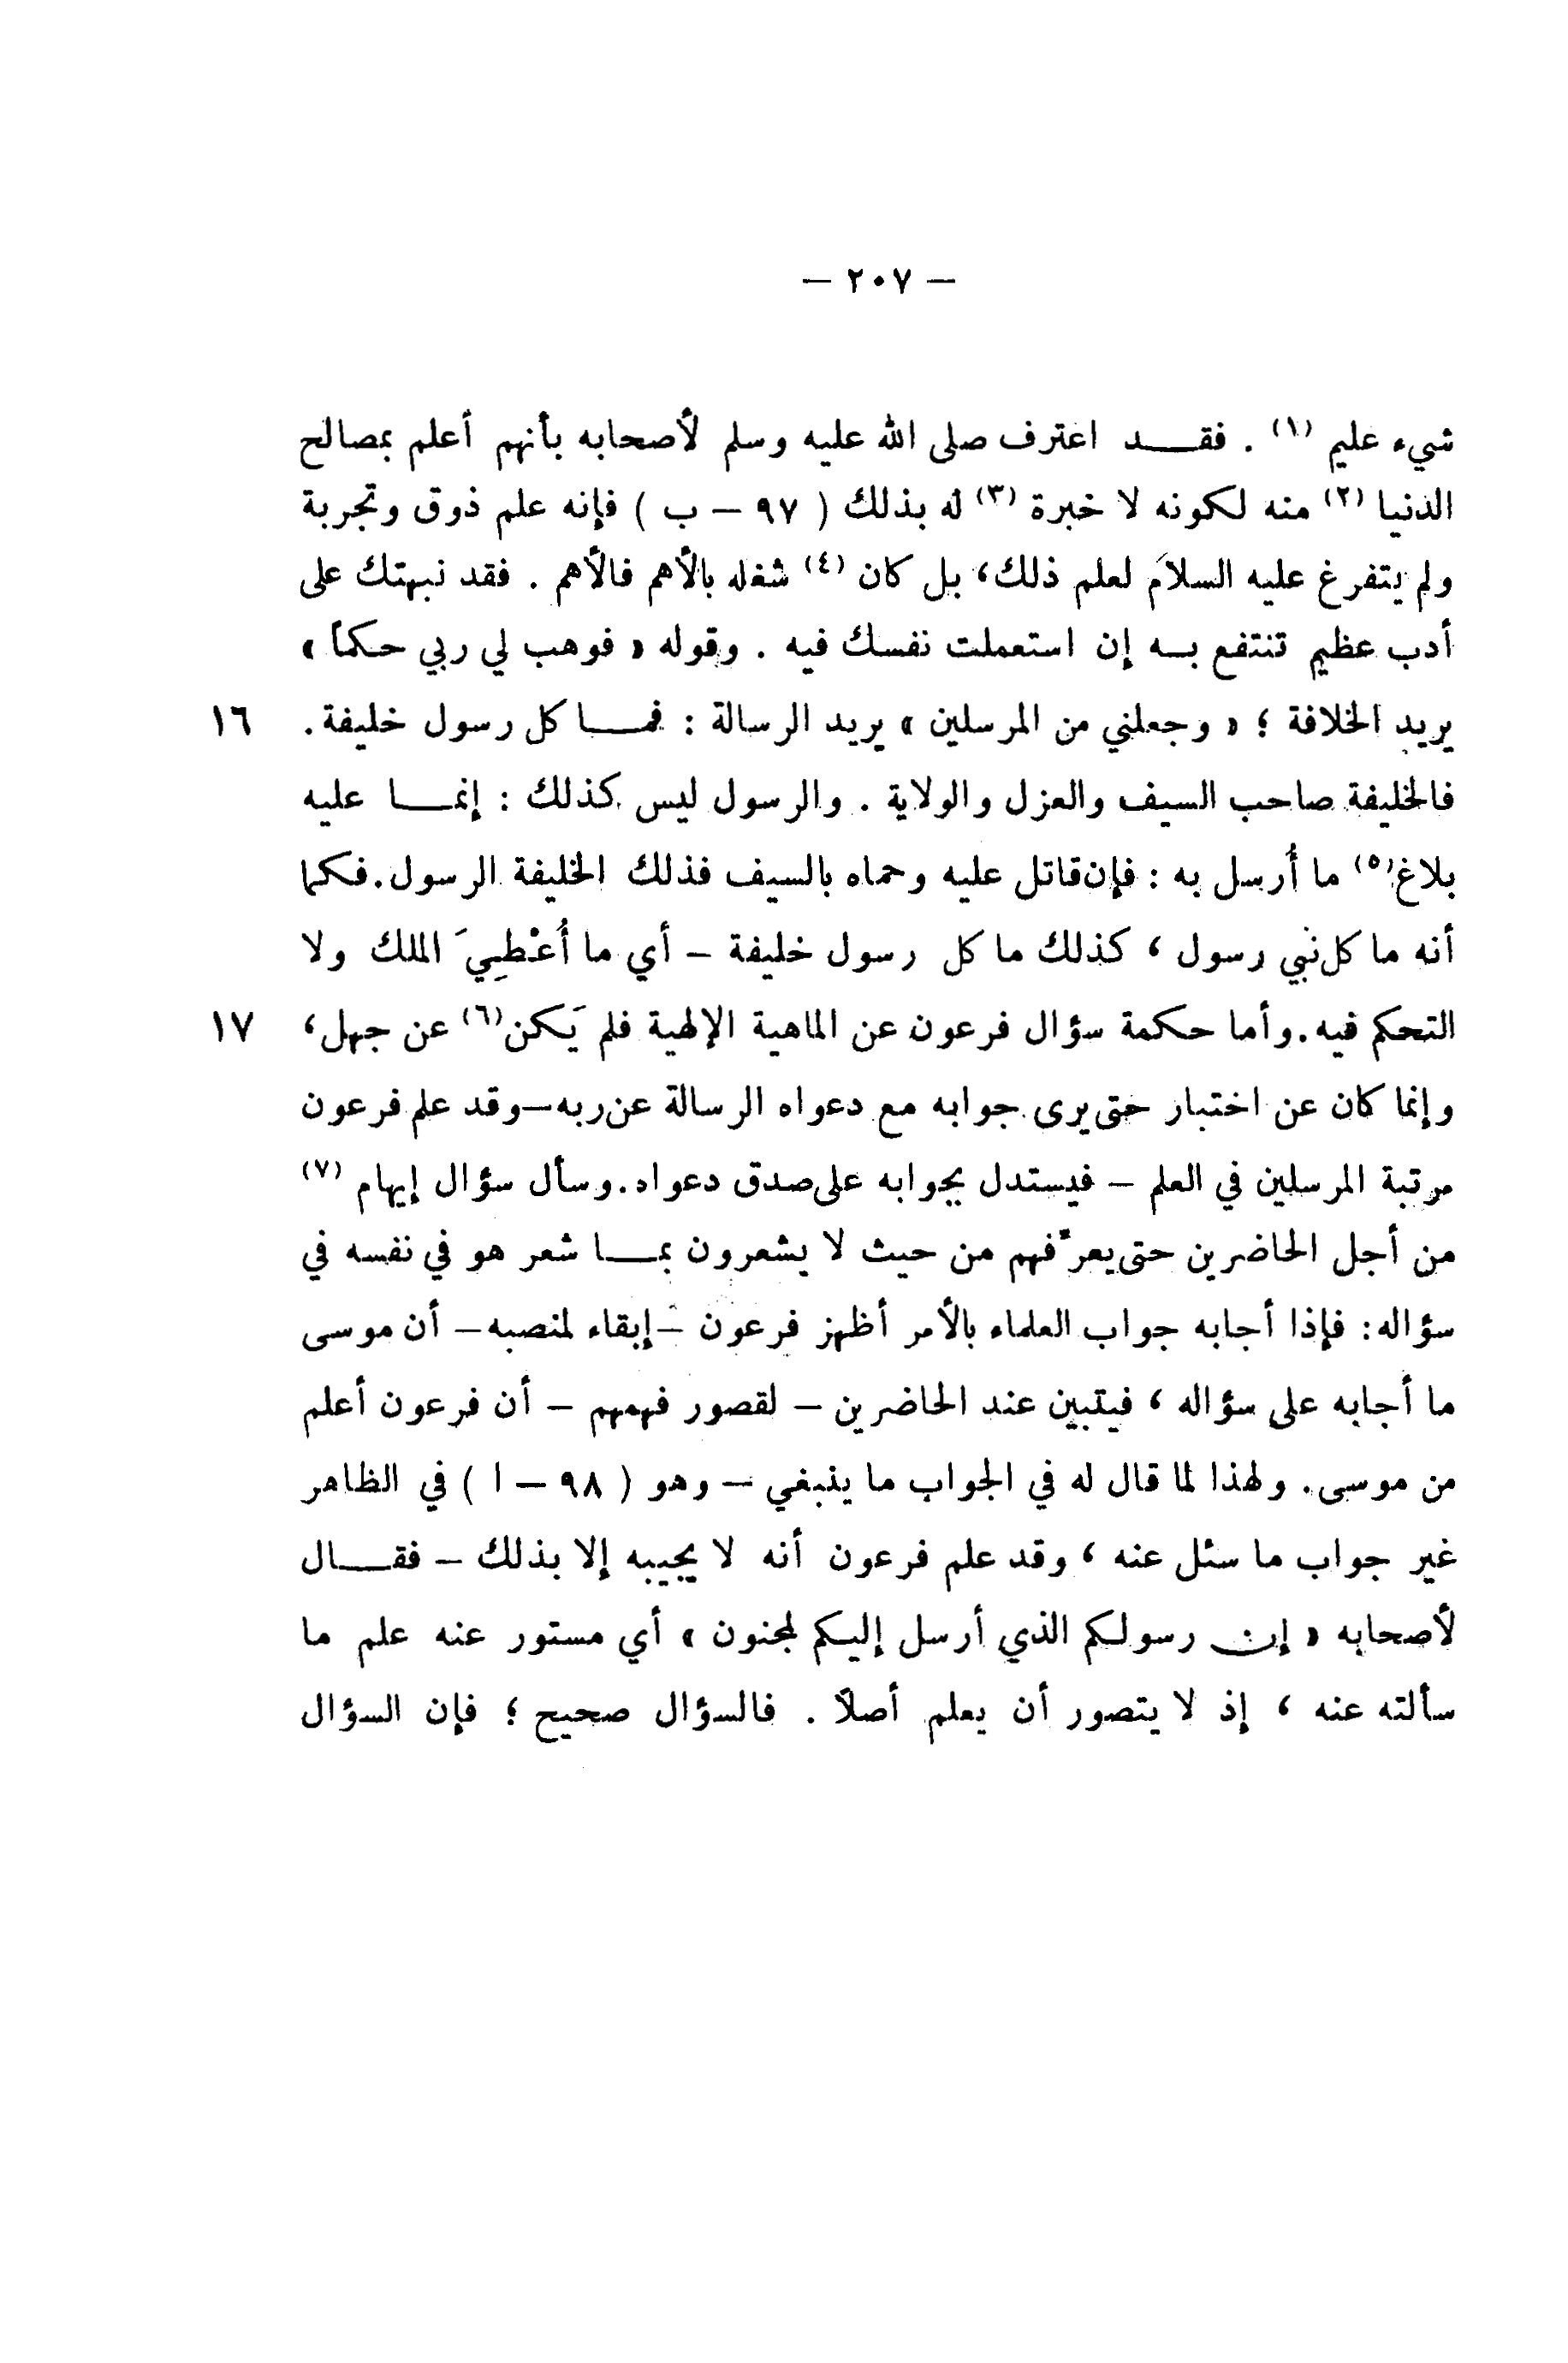 — ٢٠٧ —
شيء عليم (١) . فقد اعترف صلى الله عليه وسلم لأصحابه بأنهم أعلم بمصالح
الدنيا (٢) منه لكونه لا خبرة (٣) له بذلك ( ٩٧ – ب ) فإنه علم ذوق وتجربة
ولم يتفرغ عليه السلام لعلم ذلك، بل كان (٤) شغله بالأهم فالأهم . فقد نبهتك على
أدب عظيم تنتفع به إن استعملت نفسك فيه . وقوله « فوهب لي ربي حكماً »
يريد الخلافة ؛ « وجعلني من المرسلين » يريد الرسالة : فما كل رسول خليفة . ١٦
فالخليفة صاحب السيف والعزل والولاية . والرسول ليس كذلك : إنما عليه
بلاغ(٥) ما أُرسل به : فإن قاتل عليه وحماه بالسيف فذلك الخليفة الرسول. فكما
أنه ما كل نبي رسول ، كذلك ما كل رسول خليفة – أي ما أُعْطِيَ الملك ولا
التحكم فيه. وأما حكمة سؤال فرعون عن الماهية الإلهية فلم يَكن(٦) عن جهل، ١٧
وإنما كان عن اختبار حتى يرى جوابه مع دعواه الرسالة عن ربه – وقد علم فرعون
مرتبة المرسلين في العلم – فيستدل بجوابه على صدق دعواه. وسأل سؤال إيهام (٧)
من أجل الحاضرين حتى يعرِّفهم من حيث لا يشعرون بما شعر هو في نفسه في
سؤاله: فإذا أجابه جواب العلماء بالأمر أظهر فرعون – إبقاء لمنصبه – أن موسى
ما أجابه على سؤاله ، فيتبين عند الحاضرين – لقصور فهمهم – أن فرعون أعلم
من موسى. ولهذا لما قال له في الجواب ما ينبغي – وهو ( ٩٨ – ا ) في الظاهر
غير جواب ما سئل عنه ، وقد علم فرعون أنه لا يجيبه إلا بذلك – فقال
لأصحابه « إن رسولكم الذي أرسل إليكم لمجنون » أي مستور عنه علم ما
سألته عنه ، إذ لا يتصور أن يعلم أصلاً . فالسؤال صحيح ؛ فإن السؤال